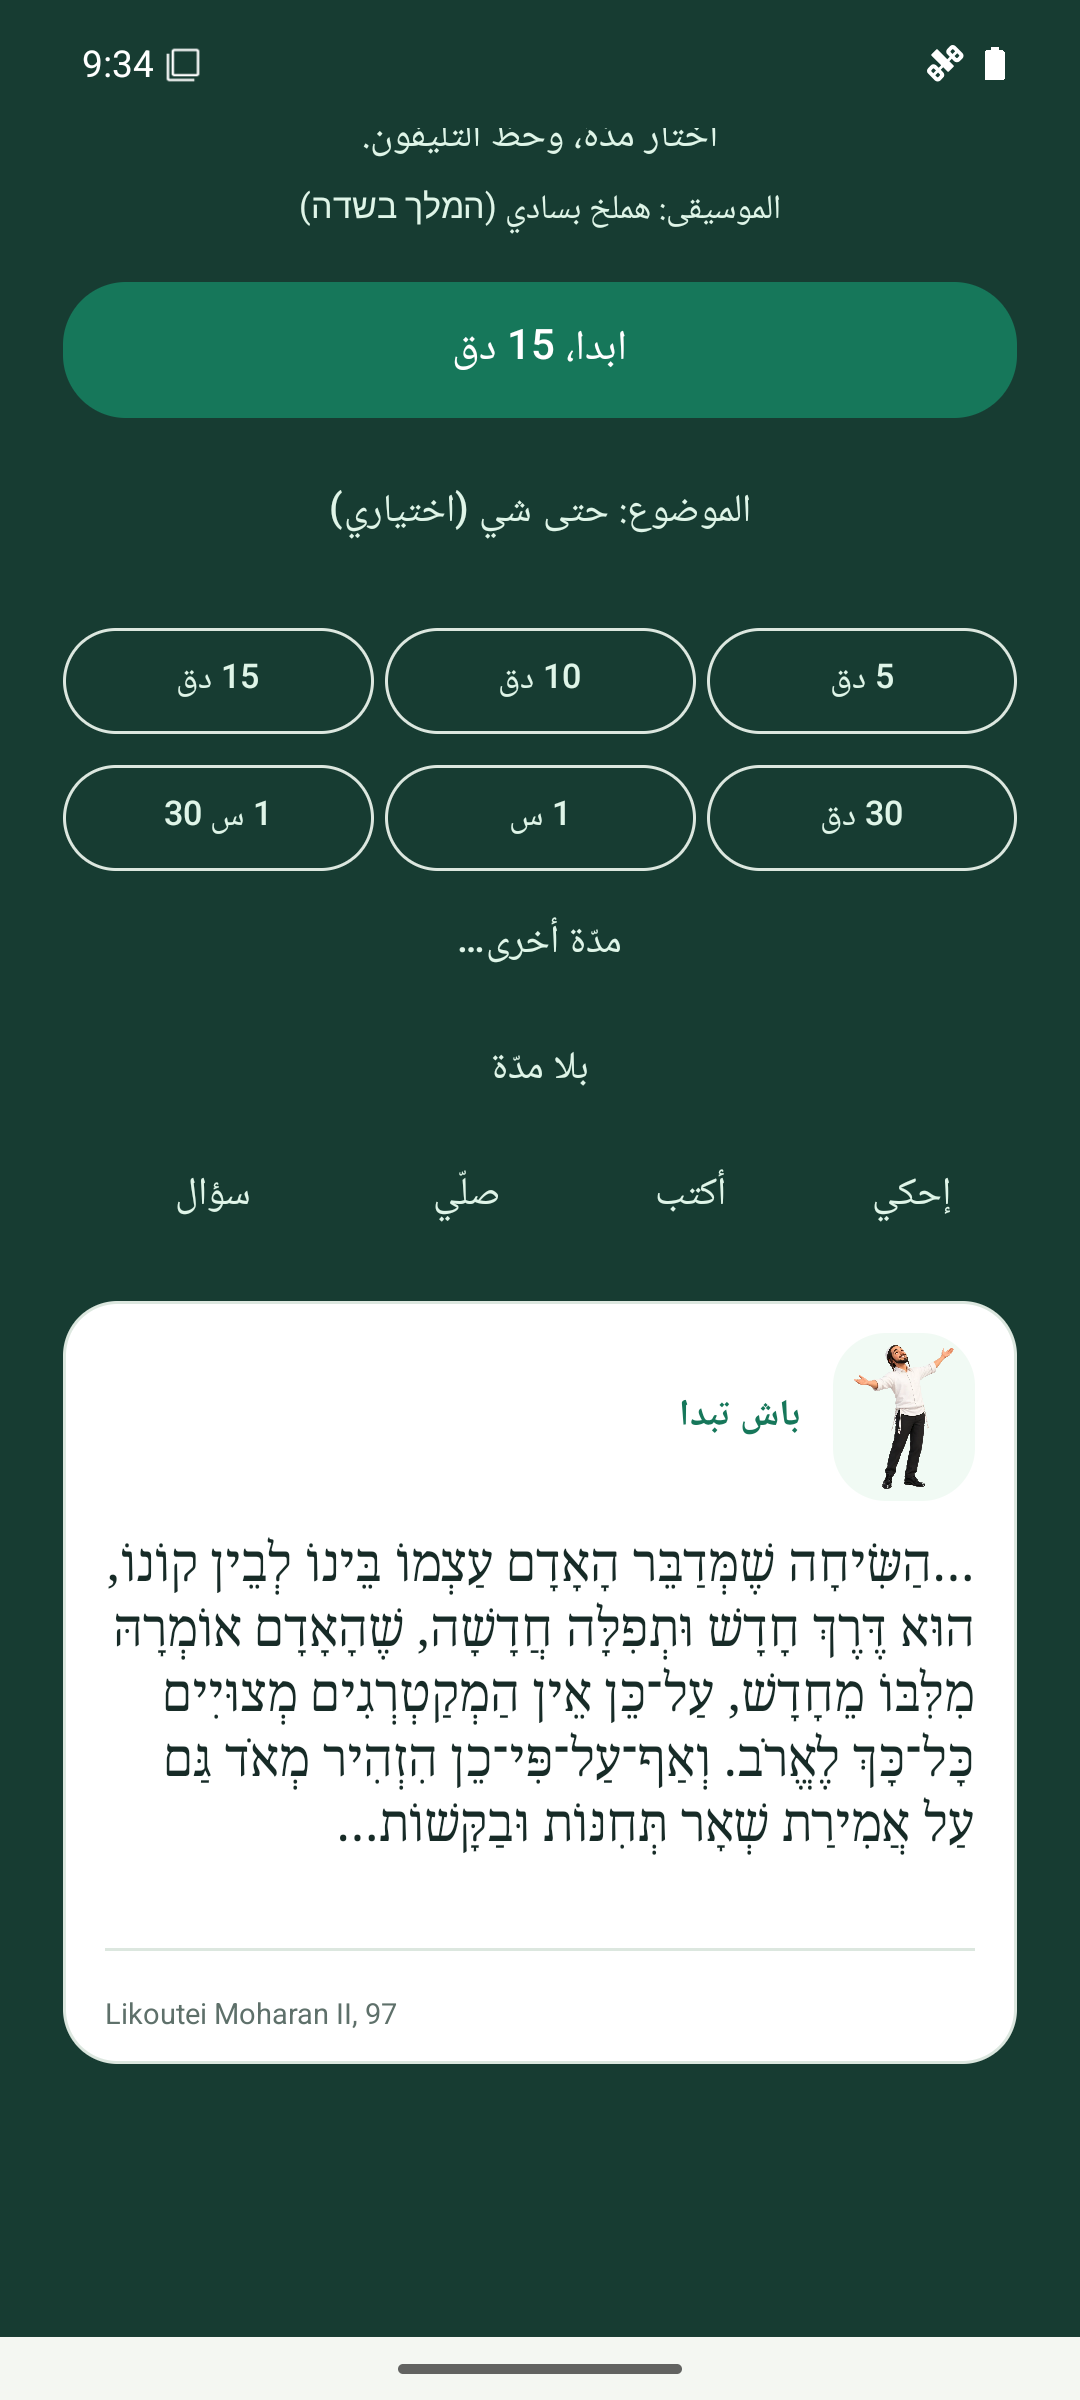 9:34
اختار مدة، وحط التليفون.
الموسيقى: هملخ بسادي (המלך בשדה)
ابدا، 15 دق
الموضوع: حتى شي (اختياري)
5 دق
10 دق
15 دق
30 دق
1 س
1 س 30
مدّة أخرى...
بلا مدّة
إحكي
أكتب
صلّي
سؤال
باش تبدا
...הַשִּׂיחָה שֶׁמְּדַבֵּר הָאָדָם עַצְמוֹ בֵּינוֹ לְבֵין קוֹנוֹ,
הוּא דֶּרֶךְ חָדָשׁ וּתְפִלָּה חֲדָשָׁה, שֶׁהָאָדָם אוֹמְרָהּ
מִלִּבּוֹ מֵחָדָשׁ, עַל־כֵּן אֵין הַמְקַטְרְגִים מְצוּיִים
כָּל־כָּךְ לֶאֱרֹב. וְאַף־עַל־פִּי־כֵן הִזְהִיר מְאֹד גַּם
עַל אֲמִירַת שְׁאָר תְּחִנּוֹת וּבַקָּשׁוֹת...
Likoutei Moharan II, 97